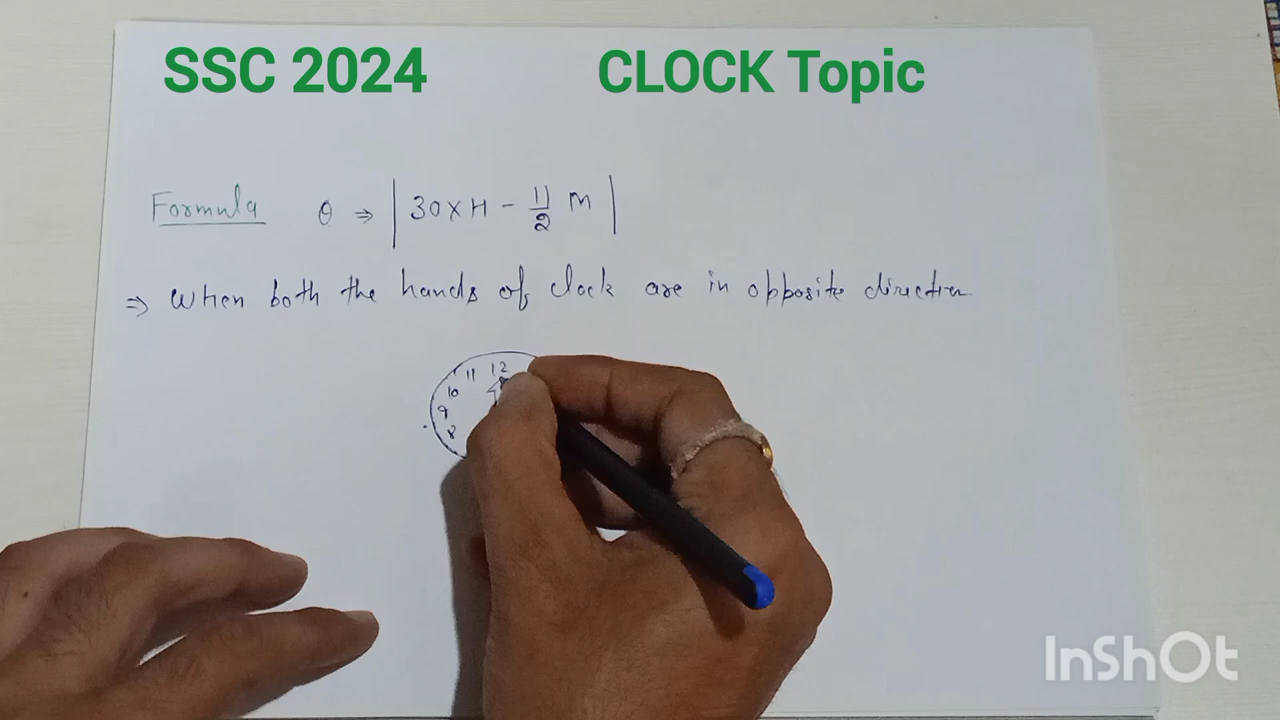 SSC 2024 CLOCK Topic
Formula θ ⇒ | 30 X H - 11/2 M |
⇒ When both the hands of clock are in opposite direction
12
11
10
9
8
InShOt